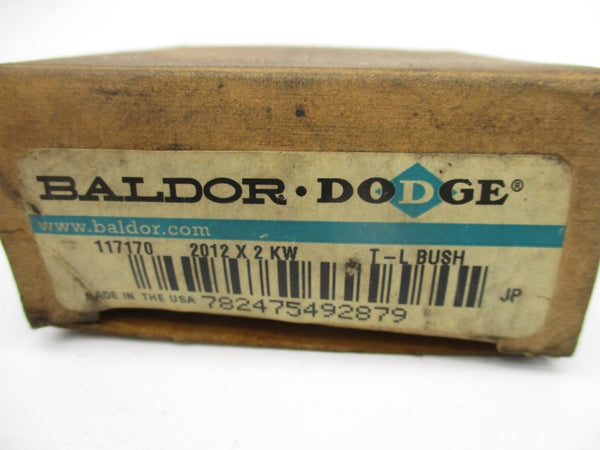 BALDOR · DODGE®
www.baldor.com
117170 2012 X 2 KW T-L BUSH
MADE IN THE USA 782475492879 JP